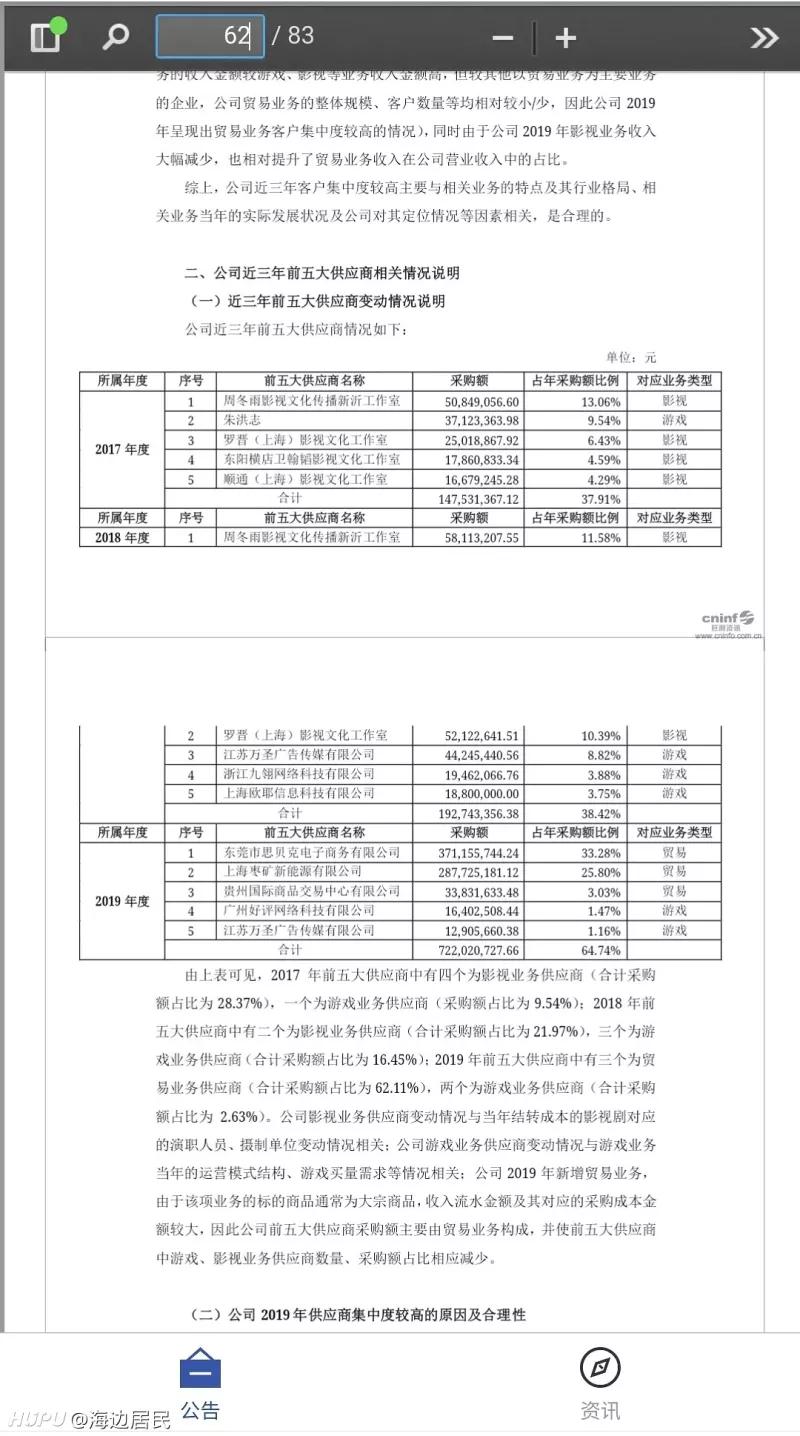 62 / 83
务的收入金额较游戏、影视等业务收入金额高，但较其他以贸易业务为主要业务
的企业，公司贸易业务的整体规模、客户数量等均相对较小/少，因此公司 2019
年呈现出贸易业务客户集中度较高的情况），同时由于公司 2019 年影视业务收入
大幅减少，也相对提升了贸易业务收入在公司营业收入中的占比。
综上，公司近三年客户集中度较高主要与相关业务的特点及其行业格局、相
关业务当年的实际发展状况及公司对其定位情况等因素相关，是合理的。
二、公司近三年前五大供应商相关情况说明
（一）近三年前五大供应商变动情况说明
公司近三年前五大供应商情况如下：
单位：元
所属年度 序号 前五大供应商名称 采购额 占年采购额比例 对应业务类型
2017 年度
1 周冬雨影视文化传播新沂工作室 50,849,056.60 13.06% 影视
2 朱洪志 37,123,363.98 9.54% 游戏
3 罗晋（上海）影视文化工作室 25,018,867.92 6.43% 影视
4 东阳横店卫翰韬影视文化工作室 17,860,833.34 4.59% 影视
5 顺通（上海）影视文化工作室 16,679,245.28 4.29% 影视
合计 147,531,367.12 37.91%
所属年度 序号 前五大供应商名称 采购额 占年采购额比例 对应业务类型
2018 年度 1 周冬雨影视文化传播新沂工作室 58,113,207.55 11.58% 影视
cninf
巨潮资讯
www.cninfo.com.cn
2 罗晋（上海）影视文化工作室 52,122,641.51 10.39% 影视
3 江苏万圣广告传媒有限公司 44,245,440.56 8.82% 游戏
4 浙江九翎网络科技有限公司 19,462,066.76 3.88% 游戏
5 上海欧耶信息科技有限公司 18,800,000.00 3.75% 游戏
合计 192,743,356.38 38.42%
所属年度 序号 前五大供应商名称 采购额 占年采购额比例 对应业务类型
2019 年度
1 东莞市思贝克电子商务有限公司 371,155,744.24 33.28% 贸易
2 上海枣矿新能源有限公司 287,725,181.12 25.80% 贸易
3 贵州国际商品交易中心有限公司 33,831,633.48 3.03% 贸易
4 广州好评网络科技有限公司 16,402,508.44 1.47% 游戏
5 江苏万圣广告传媒有限公司 12,905,660.38 1.16% 游戏
合计 722,020,727.66 64.74%
由上表可见，2017 年前五大供应商中有四个为影视业务供应商（合计采购
额占比为 28.37%），一个为游戏业务供应商（采购额占比为 9.54%）；2018 年前
五大供应商中有二个为影视业务供应商（合计采购额占比为 21.97%），三个为游
戏业务供应商（合计采购额占比为 16.45%）；2019 年前五大供应商中有三个为贸
易业务供应商（合计采购额占比为 62.11%），两个为游戏业务供应商（合计采购
额占比为 2.63%）。公司影视业务供应商变动情况与当年结转成本的影视剧对应
的演职人员、摄制单位变动情况相关；公司游戏业务供应商变动情况与游戏业务
当年的运营模式结构、游戏买量需求等情况相关；公司 2019 年新增贸易业务，
由于该项业务的标的商品通常为大宗商品，收入流水金额及其对应的采购成本金
额较大，因此公司前五大供应商采购额主要由贸易业务构成，并使前五大供应商
中游戏、影视业务供应商数量、采购额占比相应减少。
（二）公司 2019 年供应商集中度较高的原因及合理性
公告 资讯
HUPU @海边居民